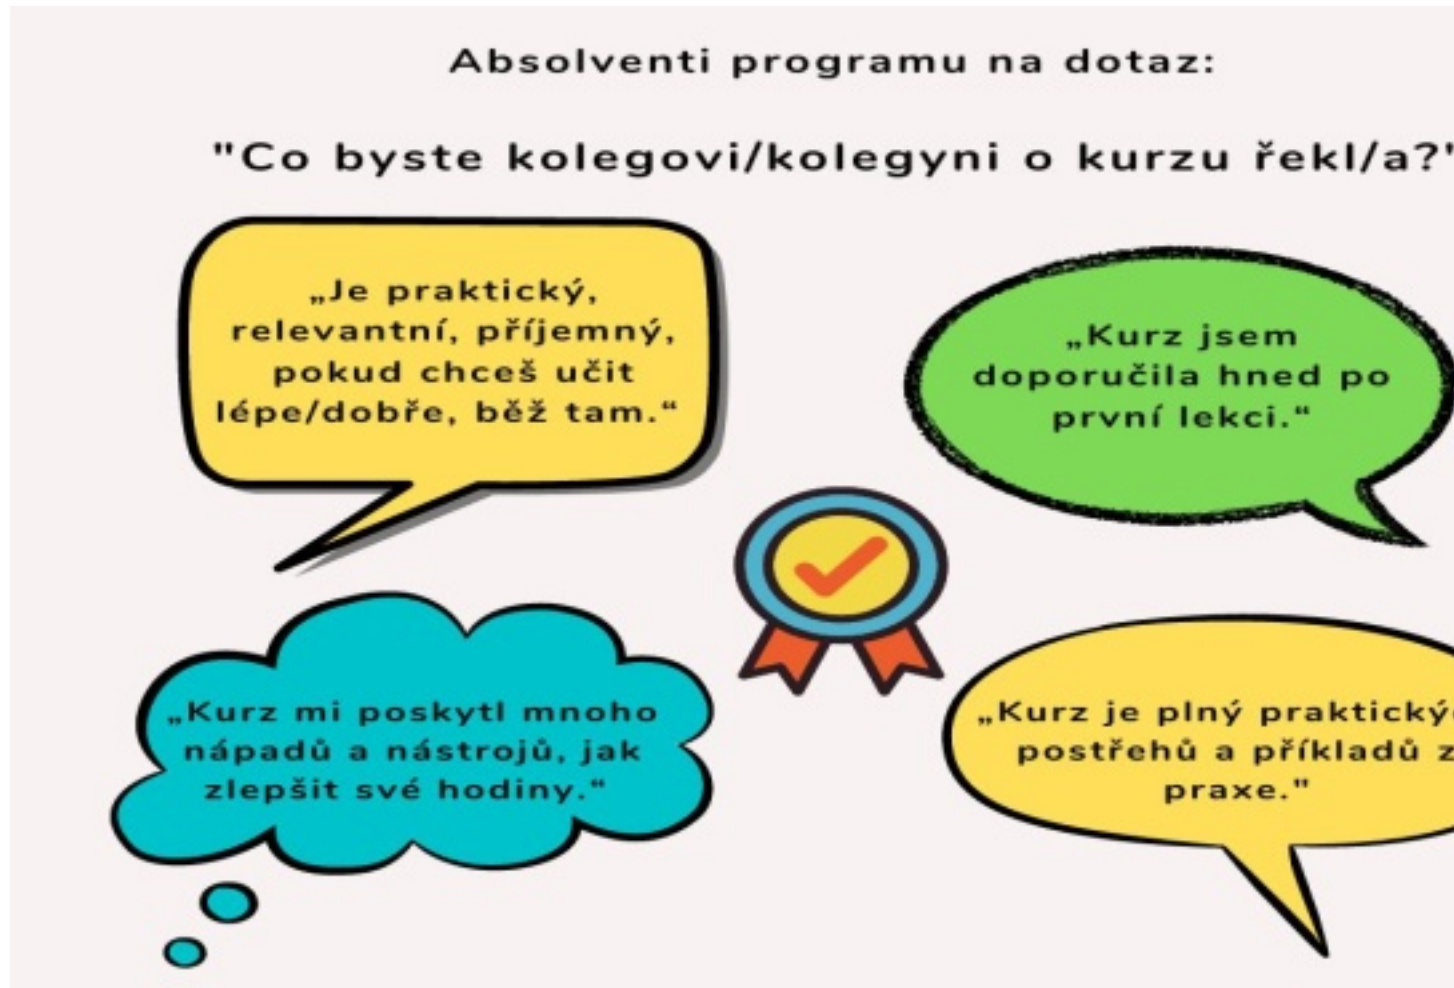 Absolventi programu na dotaz:
"Co byste kolegovi/kolegyni o kurzu řekl/a?"
„Je praktický,
relevantní, příjemný,
pokud chceš učit
lépe/dobře, běž tam.“
„Kurz jsem
doporučila hned po
první lekci.“
„Kurz mi poskytl mnoho
nápadů a nástrojů, jak
zlepšit své hodiny.“
„Kurz je plný
postřehů a příkladů z
praxe."